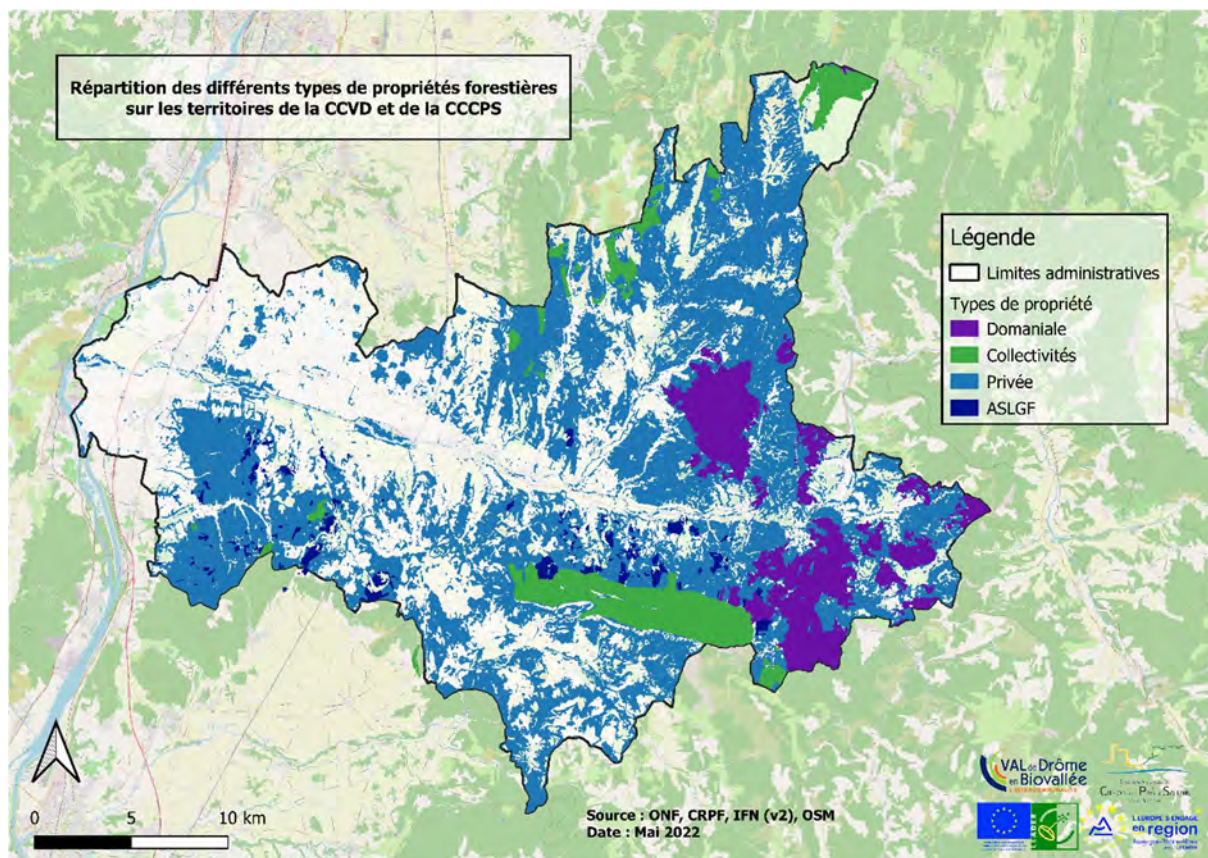 Répartition des différents types de propriétés forestières
sur les territoires de la CCVD et de la CCCPS
Légende
Limites administratives
Types de propriété
Domaniale
Collectivités
Privée
ASLGF
0 5 10 km
Source : ONF, CRPF, IFN (v2), OSM
Date : Mai 2022
VAL de Drôme
en Biovallée
L'EUROPE S'ENGAGE
en region